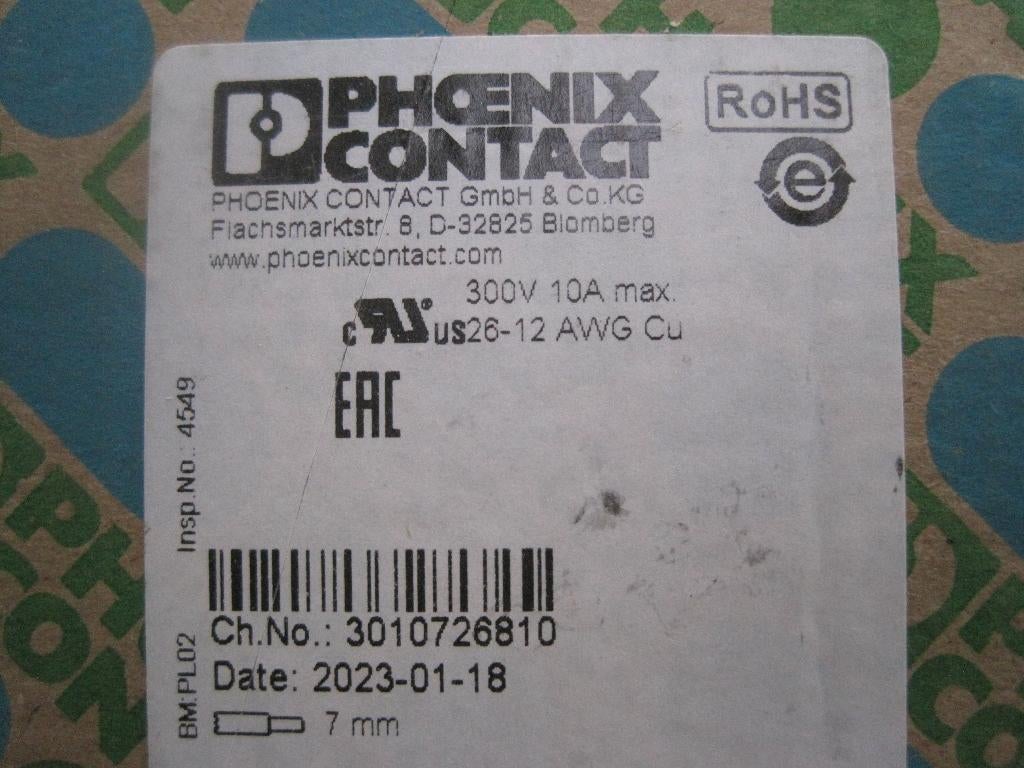 PHOENIX
CONTACT
RoHS
e
PHOENIX CONTACT GmbH & Co.KG
Flachsmarktstr. 8, D-32825 Blomberg
www.phoenixcontact.com
300V 10A max.
c RU® US 26-12 AWG Cu
EAC
Insp.No.: 4549
Ch.No.: 3010726810
Date: 2023-01-18
BM:PL02
7 mm